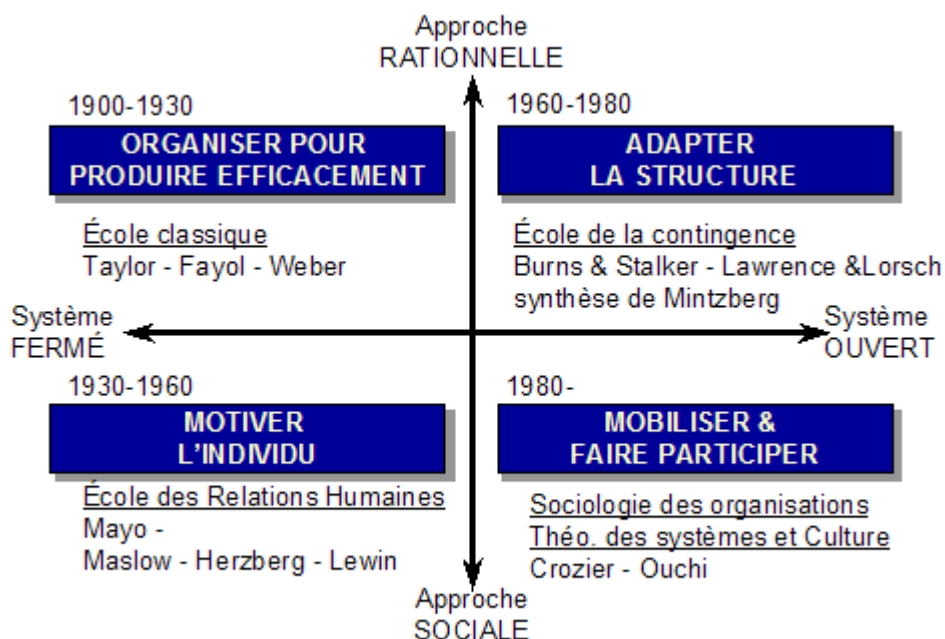 Approche
RATIONNELLE
1900-1930
ORGANISER POUR
PRODUIRE EFFICACEMENT
École classique
Taylor - Fayol - Weber
1960-1980
ADAPTER
LA STRUCTURE
École de la contingence
Burns & Stalker - Lawrence &Lorsch
synthèse de Mintzberg
Système
FERMÉ
Système
OUVERT
1930-1960
MOTIVER
L'INDIVIDU
École des Relations Humaines
Mayo -
Maslow - Herzberg - Lewin
1980-
MOBILISER &
FAIRE PARTICIPER
Sociologie des organisations
Théo. des systèmes et Culture
Crozier - Ouchi
Approche
SOCIALE